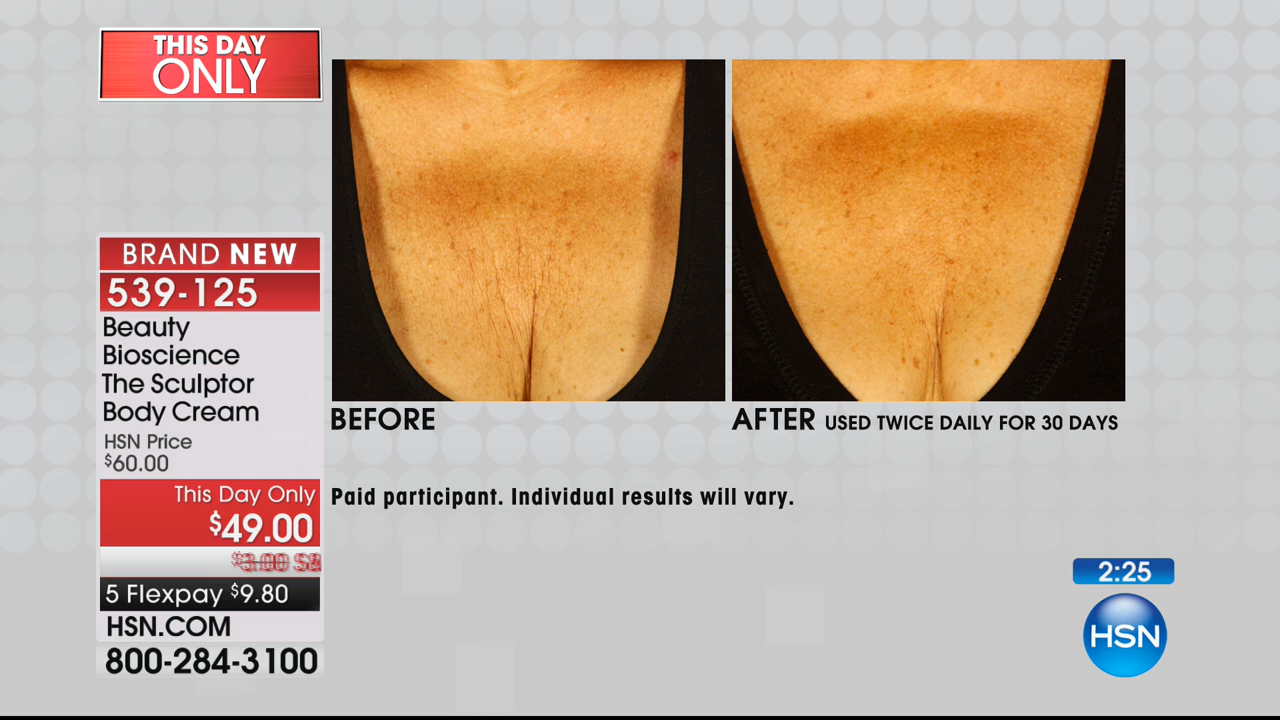 THIS DAY
ONLY
BRAND NEW
539-125
Beauty
Bioscience
The Sculptor
Body Cream
HSN Price
$60.00
This Day Only
$49.00
$3.00
5 Flexpay $9.80
HSN.COM
800-284-3100
BEFORE
AFTER USED TWICE DAILY FOR 30 DAYS
Paid participant. Individual results will vary.
2:25
HSN